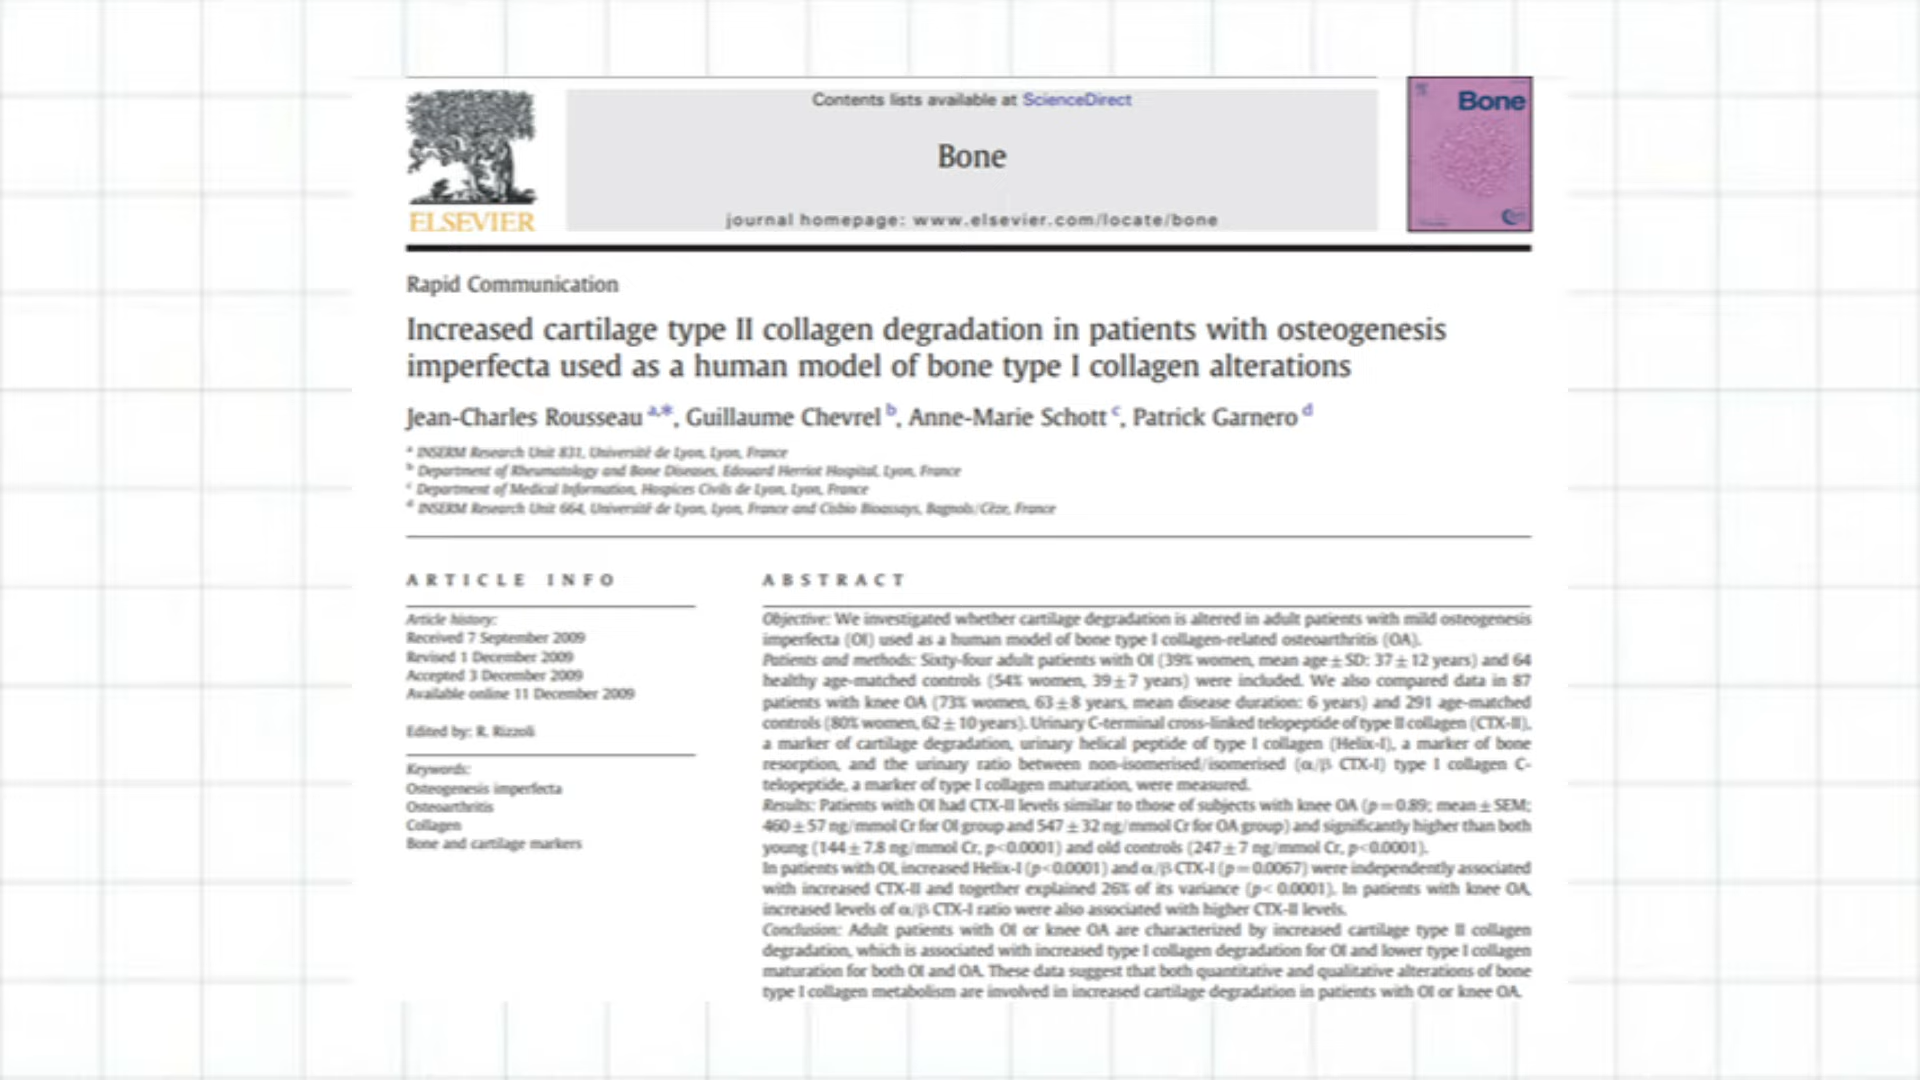 Contents lists available at ScienceDirect
Bone
journal homepage: www.elsevier.com/locate/bone
ELSEVIER
Bone
Rapid Communication
Increased cartilage type II collagen degradation in patients with osteogenesis
imperfecta used as a human model of bone type I collagen alterations
Jean-Charles Rousseau a,*, Guillaume Chevrel b, Anne-Marie Schott c, Patrick Garnero d
a INSERM Research Unit 831, Université de Lyon, Lyon, France
b Department of Rheumatology and Bone Diseases, Edouard Herriot Hospital, Lyon, France
c Department of Medical Information, Hospices Civils de Lyon, Lyon, France
d INSERM Research Unit 664, Université de Lyon, Lyon, France and Cisbio Bioassays, Bagnols/Cèze, France
ARTICLE INFO
Article history:
Received 7 September 2009
Revised 1 December 2009
Accepted 3 December 2009
Available online 11 December 2009
Edited by: R. Rizzoli
Keywords:
Osteogenesis imperfecta
Osteoarthritis
Collagen
Bone and cartilage markers
ABSTRACT
Objective: We investigated whether cartilage degradation is altered in adult patients with mild osteogenesis
imperfecta (OI) used as a human model of bone type I collagen-related osteoarthritis (OA).
Patients and methods: Sixty-four adult patients with OI (39% women, mean age ± SD: 37 ± 12 years) and 64
healthy age-matched controls (54% women, 39 ± 7 years) were included. We also compared data in 87
patients with knee OA (73% women, 63 ± 8 years, mean disease duration: 6 years) and 291 age-matched
controls (80% women, 62 ± 10 years). Urinary C-terminal cross-linked telopeptide of type II collagen (CTX-II),
a marker of cartilage degradation, urinary helical peptide of type I collagen (Helix-I), a marker of bone
resorption, and the urinary ratio between non-isomerised/isomerised (α/β CTX-I) type I collagen C-
telopeptide, a marker of type I collagen maturation, were measured.
Results: Patients with OI had CTX-II levels similar to those of subjects with knee OA (p = 0.89; mean ± SEM;
460 ± 57 ng/mmol Cr for OI group and 547 ± 32 ng/mmol Cr for OA group) and significantly higher than both
young (144 ± 7.8 ng/mmol Cr, p<0.0001) and old controls (247 ± 7 ng/mmol Cr, p<0.0001).
In patients with OI, increased Helix-I (p<0.0001) and α/β CTX-I (p = 0.0067) were independently associated
with increased CTX-II and together explained 26% of its variance (p< 0.0001). In patients with knee OA,
increased levels of α/β CTX-I ratio were also associated with higher CTX-II levels.
Conclusion: Adult patients with OI or knee OA are characterized by increased cartilage type II collagen
degradation, which is associated with increased type I collagen degradation for OI and lower type I collagen
maturation for both OI and OA. These data suggest that both quantitative and qualitative alterations of bone
type I collagen metabolism are involved in increased cartilage degradation in patients with OI or knee OA.